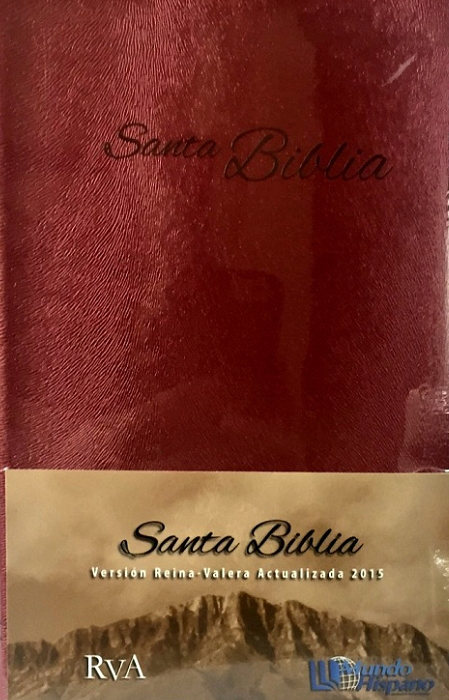 Santa Biblia
Santa Biblia
Versión Reina-Valera Actualizada 2015
RVA
Mundo
Hispano